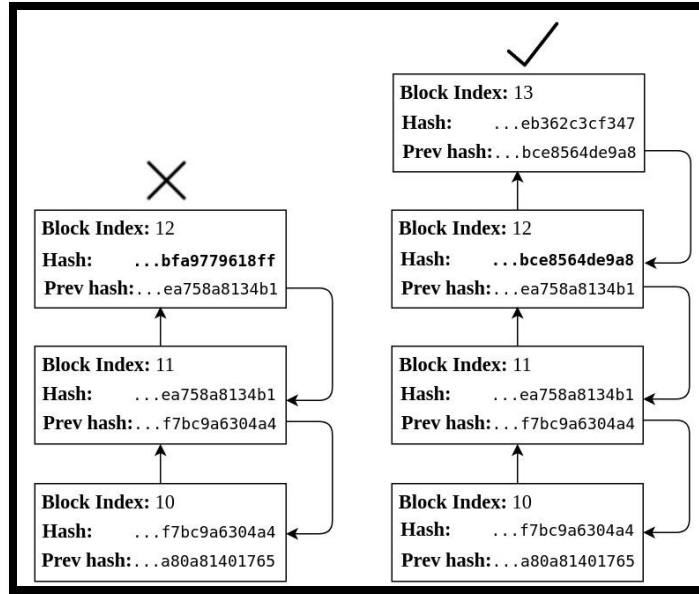 Block Index: 12
Hash: ...bfa9779618ff
Prev hash:...ea758a8134b1
Block Index: 11
Hash: ...ea758a8134b1
Prev hash:...f7bc9a6304a4
Block Index: 10
Hash: ...f7bc9a6304a4
Prev hash:...a80a81401765
Block Index: 13
Hash: ...eb362c3cf347
Prev hash:...bce8564de9a8
Block Index: 12
Hash: ...bce8564de9a8
Prev hash:...ea758a8134b1
Block Index: 11
Hash: ...ea758a8134b1
Prev hash:...f7bc9a6304a4
Block Index: 10
Hash: ...f7bc9a6304a4
Prev hash:...a80a81401765